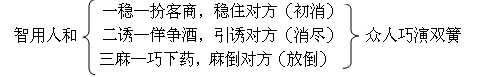 一稳一扮客商，稳住对方（初消）
智用人和 二诱一佯争酒，引诱对方（消尽） 众人巧演双簧
三麻一巧下药，麻倒对方（放倒）